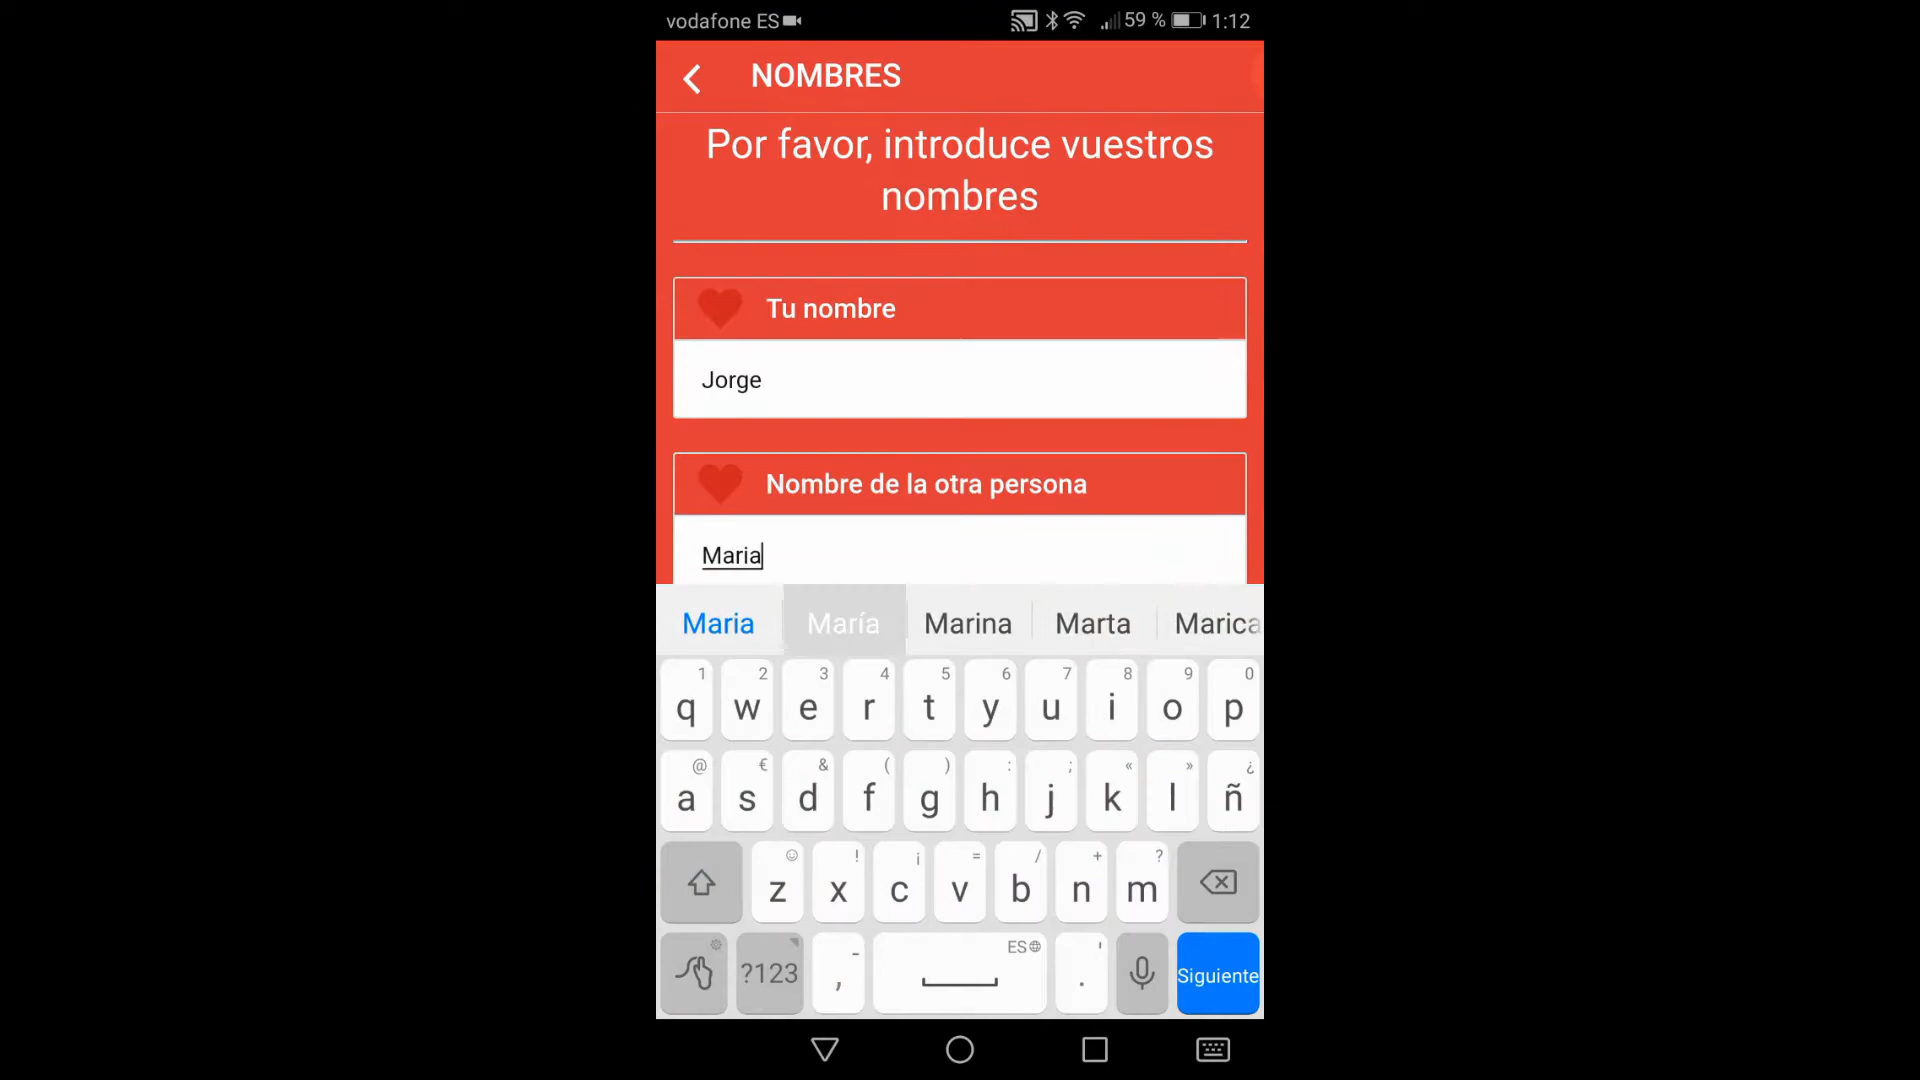 vodafone ES 59 % 1:12
NOMBRES
Por favor, introduce vuestros
nombres
Tu nombre
Jorge
Nombre de la otra persona
Maria
Maria María Marina Marta Marica
1 2 3 4 5 6 7 8 9 0
q w e r t y u i o p
@ € & ( ) : ; « » ¿
a s d f g h j k l ñ
! ¡ = / + ?
z x c v b n m
- ES '
?123 , . Siguiente